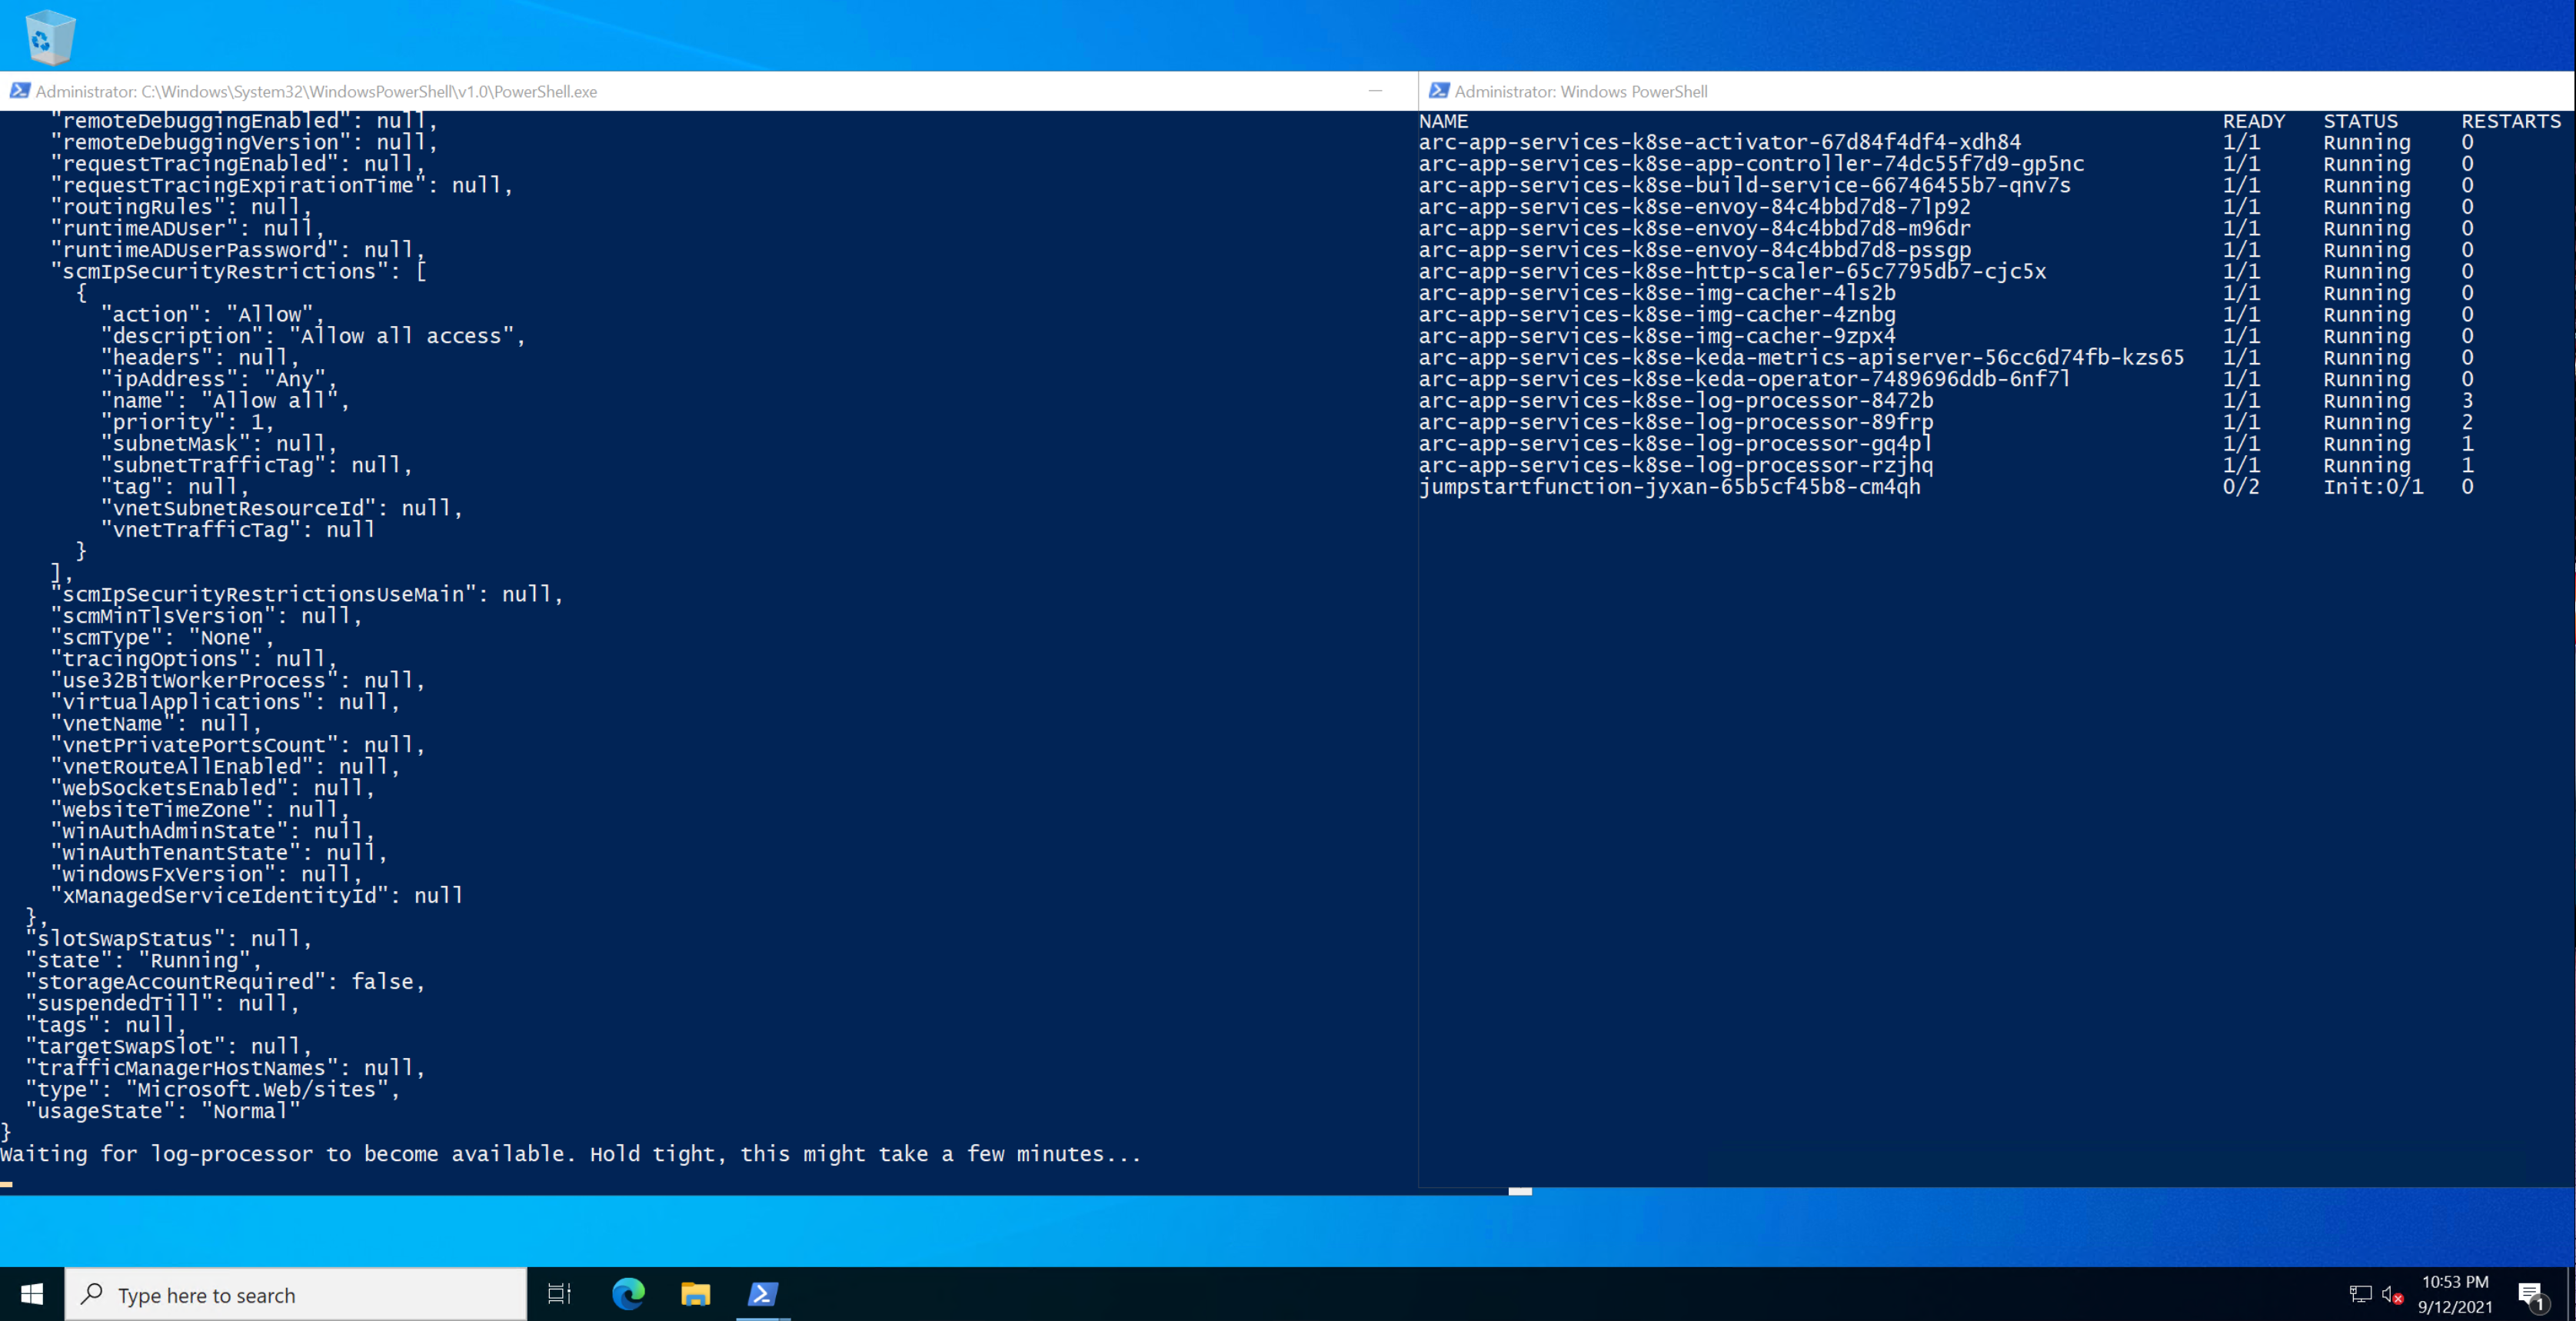 Administrator: C:\Windows\System32\WindowsPowerShell\v1.0\PowerShell.exe
    "remoteDebuggingEnabled": null,
    "remoteDebuggingVersion": null,
    "requestTracingEnabled": null,
    "requestTracingExpirationTime": null,
    "routingRules": null,
    "runtimeADUser": null,
    "runtimeADUserPassword": null,
    "scmIpSecurityRestrictions": [
      {
        "action": "Allow",
        "description": "Allow all access",
        "headers": null,
        "ipAddress": "Any",
        "name": "Allow all",
        "priority": 1,
        "subnetMask": null,
        "subnetTrafficTag": null,
        "tag": null,
        "vnetSubnetResourceId": null,
        "vnetTrafficTag": null
      }
    ],
    "scmIpSecurityRestrictionsUseMain": null,
    "scmMinTlsVersion": null,
    "scmType": "None",
    "tracingOptions": null,
    "use32BitWorkerProcess": null,
    "virtualApplications": null,
    "vnetName": null,
    "vnetPrivatePortsCount": null,
    "vnetRouteAllEnabled": null,
    "webSocketsEnabled": null,
    "websiteTimeZone": null,
    "winAuthAdminState": null,
    "winAuthTenantState": null,
    "windowsFxVersion": null,
    "xManagedServiceIdentityId": null
  },
  "slotSwapStatus": null,
  "state": "Running",
  "storageAccountRequired": false,
  "suspendedTill": null,
  "tags": null,
  "targetSwapSlot": null,
  "trafficManagerHostNames": null,
  "type": "Microsoft.Web/sites",
  "usageState": "Normal"
}
Waiting for log-processor to become available. Hold tight, this might take a few minutes...
Administrator: Windows PowerShell
NAME READY STATUS RESTARTS
arc-app-services-k8se-activator-67d84f4df4-xdh84 1/1 Running 0
arc-app-services-k8se-app-controller-74dc55f7d9-gp5nc 1/1 Running 0
arc-app-services-k8se-build-service-66746455b7-qnv7s 1/1 Running 0
arc-app-services-k8se-envoy-84c4bbd7d8-7lp92 1/1 Running 0
arc-app-services-k8se-envoy-84c4bbd7d8-m96dr 1/1 Running 0
arc-app-services-k8se-envoy-84c4bbd7d8-pssgp 1/1 Running 0
arc-app-services-k8se-http-scaler-65c7795db7-cjc5x 1/1 Running 0
arc-app-services-k8se-img-cacher-4ls2b 1/1 Running 0
arc-app-services-k8se-img-cacher-4znbg 1/1 Running 0
arc-app-services-k8se-img-cacher-9zpx4 1/1 Running 0
arc-app-services-k8se-keda-metrics-apiserver-56cc6d74fb-kzs65 1/1 Running 0
arc-app-services-k8se-keda-operator-7489696ddb-6nf7l 1/1 Running 0
arc-app-services-k8se-log-processor-8472b 1/1 Running 3
arc-app-services-k8se-log-processor-89frp 1/1 Running 2
arc-app-services-k8se-log-processor-gq4pl 1/1 Running 1
arc-app-services-k8se-log-processor-rzjhq 1/1 Running 1
jumpstartfunction-jyxan-65b5cf45b8-cm4qh 0/2 Init:0/1 0
Type here to search
10:53 PM
9/12/2021
1